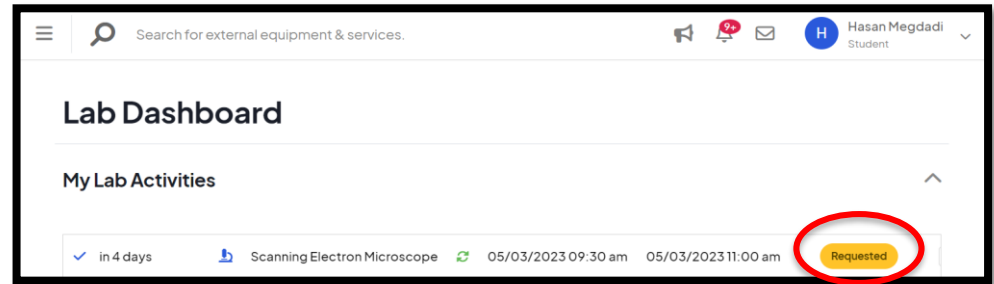 Search for external equipment & services.
9+
H
Hasan Megdadi
Student
Lab Dashboard
My Lab Activities
in 4 days Scanning Electron Microscope 05/03/2023 09:30 am 05/03/2023 11:00 am Requested